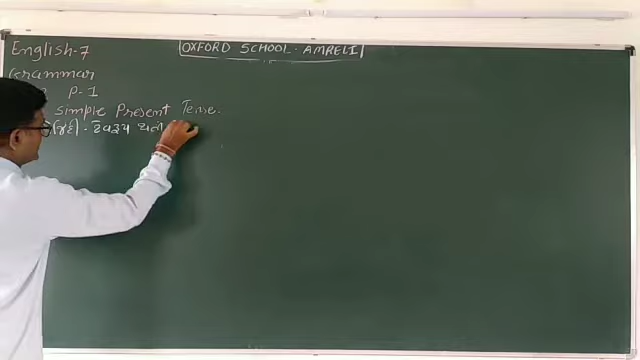 OXFORD SCHOOL. AMRELI
English-7
Grammar
P-1
Simple Present Tense.